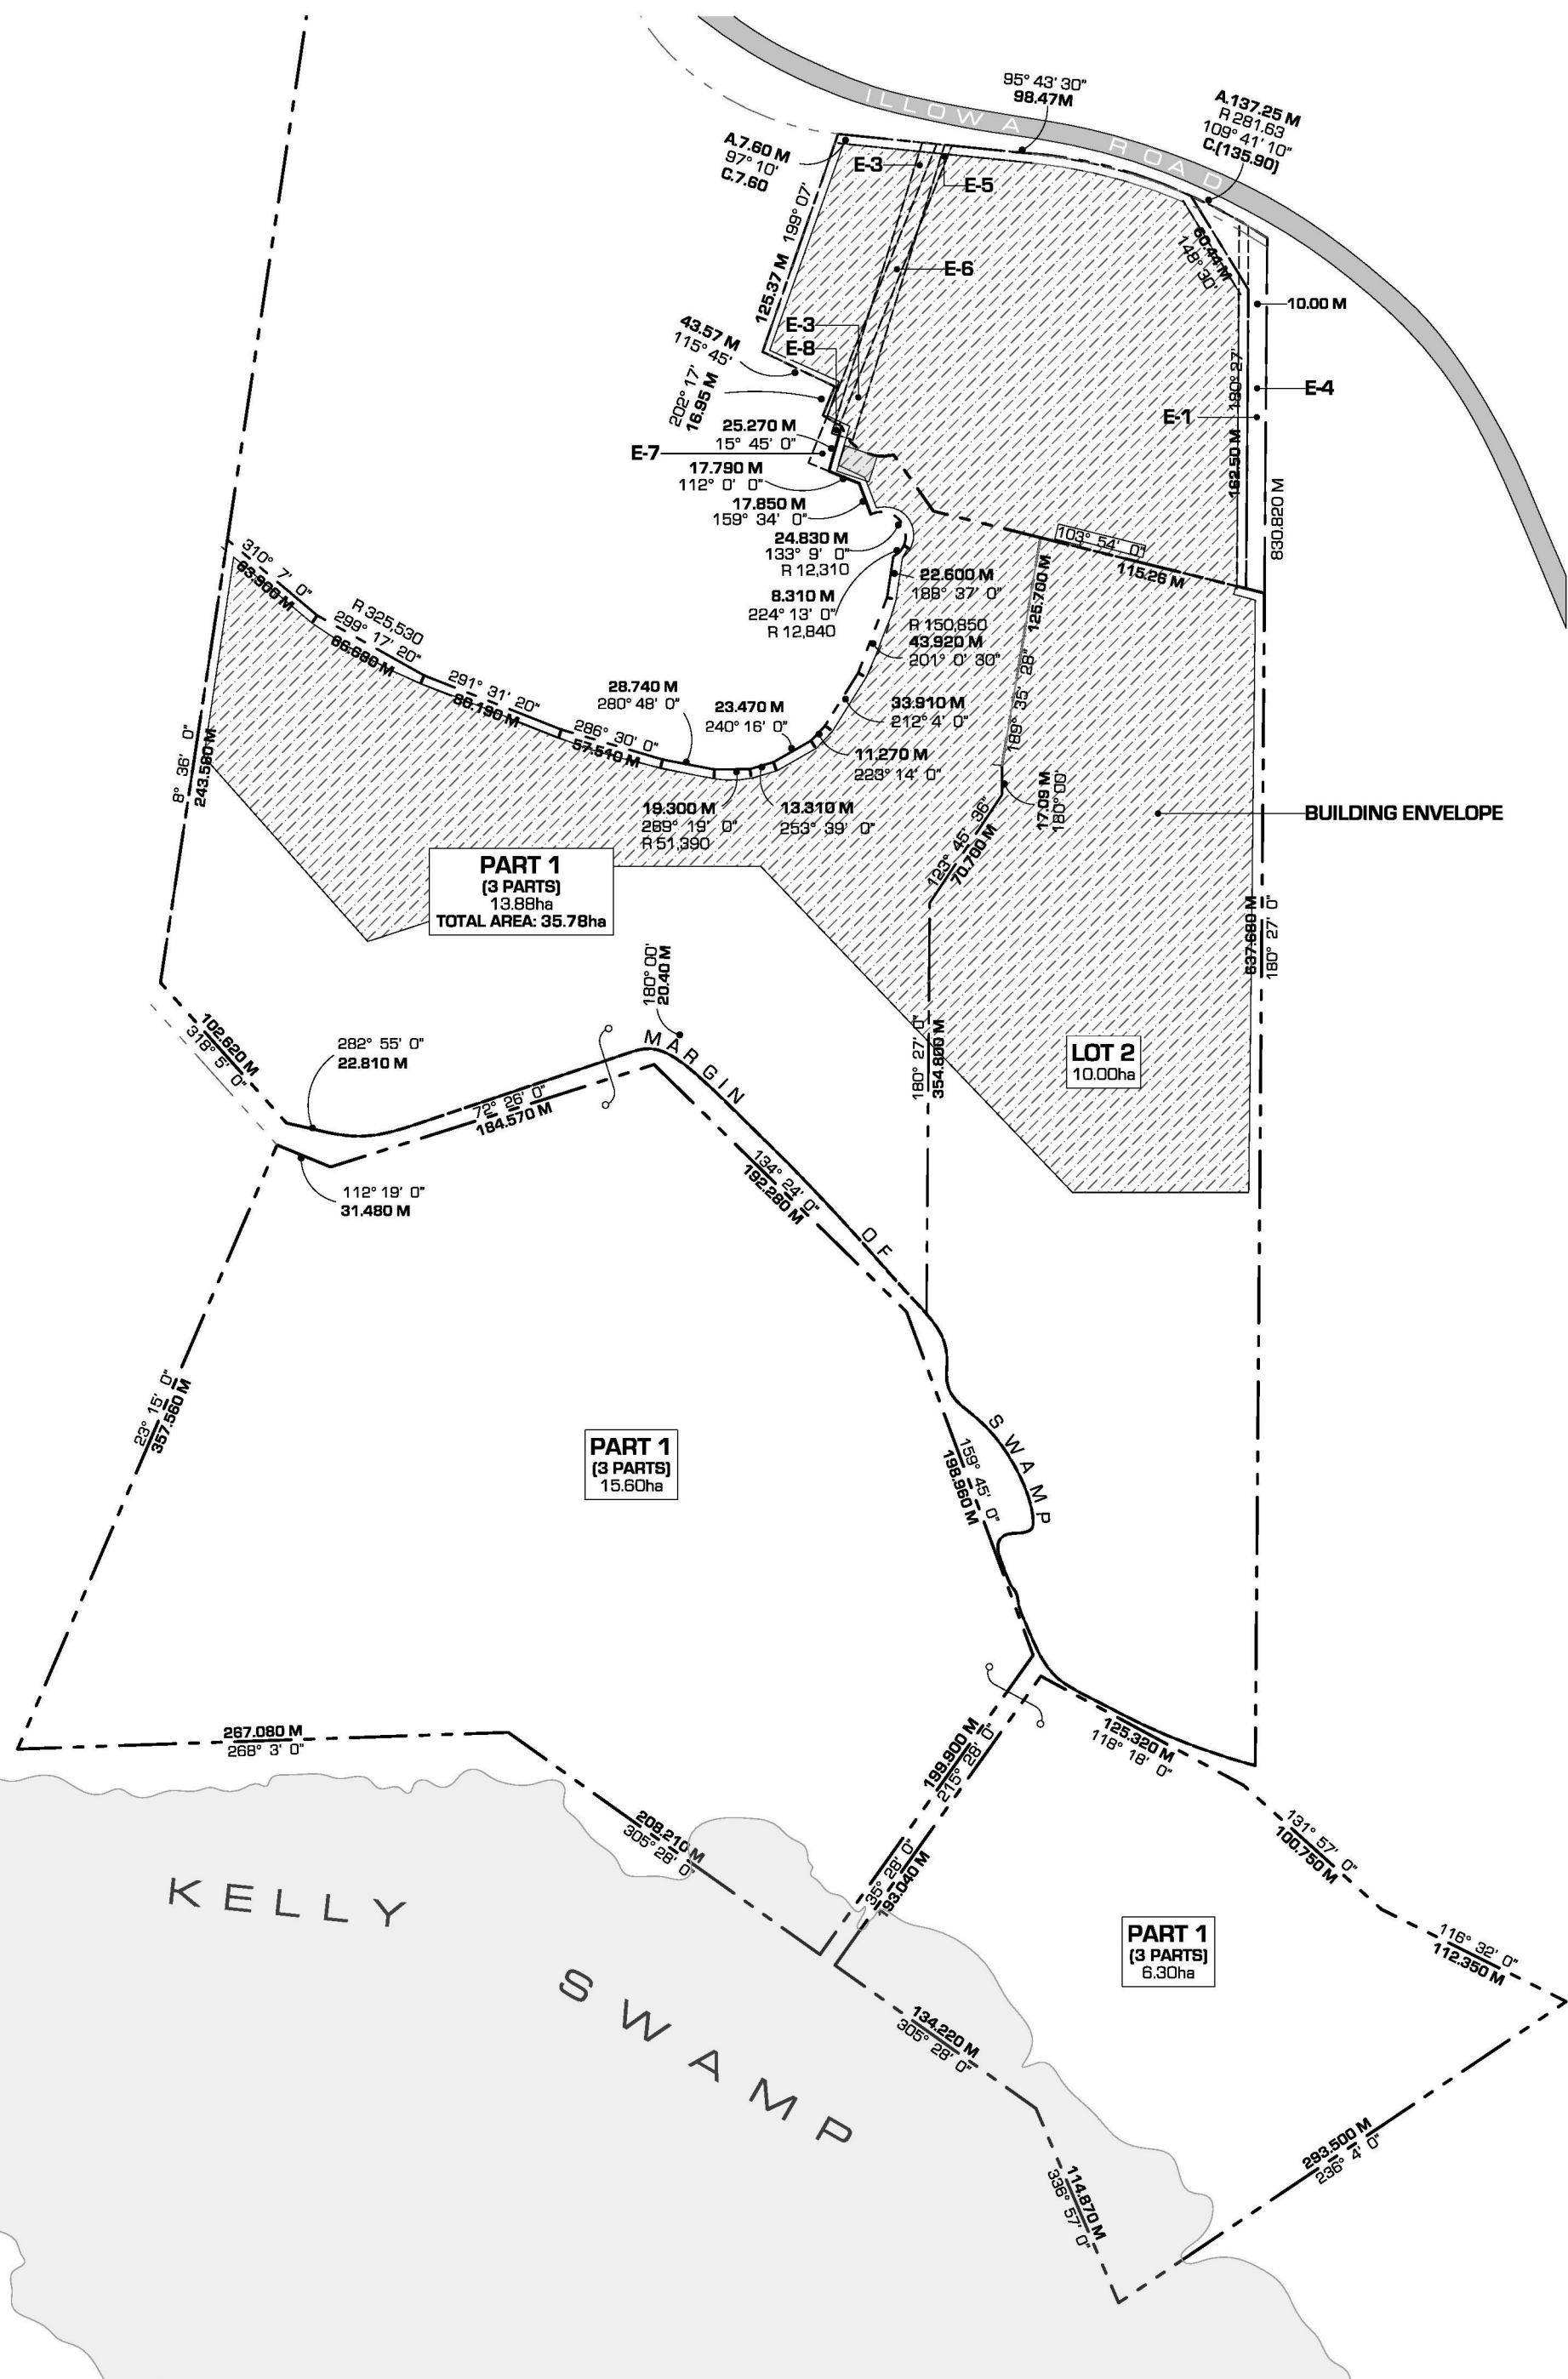 95° 43' 30"
98.47M
ILLOWA ROAD
A.137.25 M
R 281.63
109° 41' 10"
C.(135.90)
A.7.60 M
97° 10'
C.7.60
E-3
E-5
125.37 M 199° 07'
60.44 M
148° 30'
E-6
10.00 M
E-3
E-8
43.57 M
115° 45'
202° 17'
16.95 M
E-4
E-1
162.50 M 180° 27'
25.270 M
15° 45' 0"
E-7
17.790 M
112° 0' 0"
17.850 M
159° 34' 0"
24.830 M
133° 9' 0"
R 12,310
830.820 M
103° 54' 0"
115.26 M
310° 7' 0"
63.900 M
22.600 M
188° 37' 0"
8.310 M
224° 13' 0"
R 12,840
R 325,530
299° 17' 20"
86.680 M
R 150,850
43.920 M
201° 0' 30"
189° 35' 28" 125.700 M
291° 31' 20"
80.190 M
28.740 M
280° 48' 0"
23.470 M
240° 16' 0"
33.910 M
212° 4' 0"
286° 30' 0"
57.510 M
11.270 M
223° 14' 0"
8° 36' 0"
243.580 M
19.300 M
269° 19' 0"
R 51,390
13.310 M
253° 39' 0"
17.09 M
180° 00'
BUILDING ENVELOPE
123° 45' 36"
70.700 M
PART 1
(3 PARTS)
13.88ha
TOTAL AREA: 35.78ha
637.680 M
180° 27' 0"
180° 00'
20.40 M
102.620 M
318° 5' 0"
282° 55' 0"
22.810 M
MARGIN OF SWAMP
180° 27' 0"
354.800 M
LOT 2
10.00ha
72° 26' 0"
184.570 M
112° 19' 0"
31.480 M
134° 24' 0"
192.280 M
23° 15' 0"
357.560 M
PART 1
(3 PARTS)
15.60ha
159° 45' 0"
198.960 M
267.080 M
268° 3' 0"
199.900 M
215° 28' 0"
125.320 M
118° 18' 0"
208.210 M
305° 28' 0"
131° 57' 0"
100.750 M
35° 28' 0"
193.040 M
KELLY
SWAMP
PART 1
(3 PARTS)
6.30ha
116° 32' 0"
112.350 M
134.220 M
305° 28' 0"
293.500 M
236° 4' 0"
114.870 M
336° 57' 0"